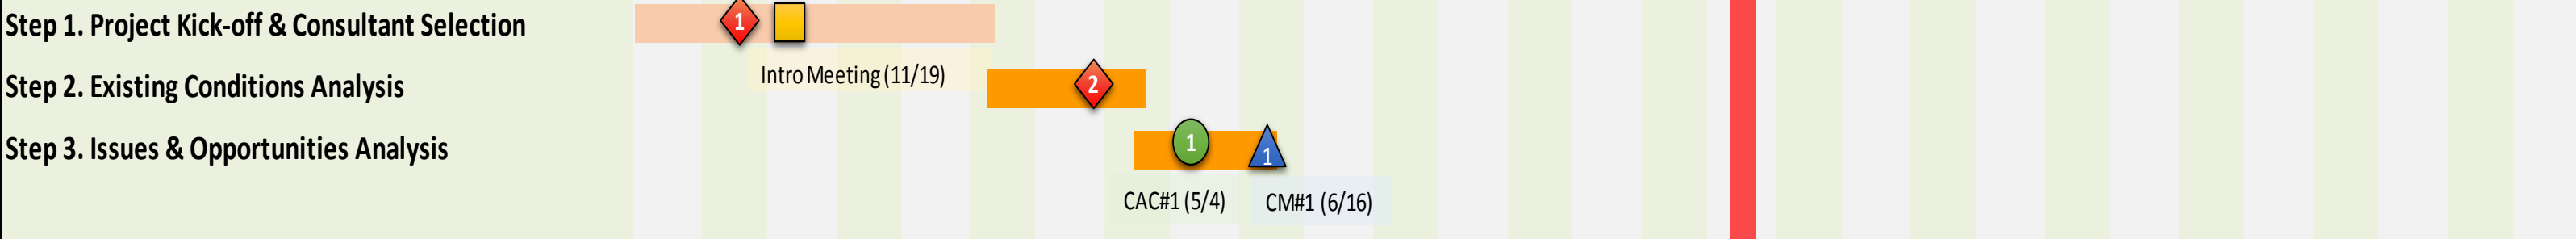 Step 1. Project Kick-off & Consultant Selection
1
Intro Meeting (11/19)
Step 2. Existing Conditions Analysis
2
Step 3. Issues & Opportunities Analysis
1
1
CAC#1 (5/4)
CM#1 (6/16)